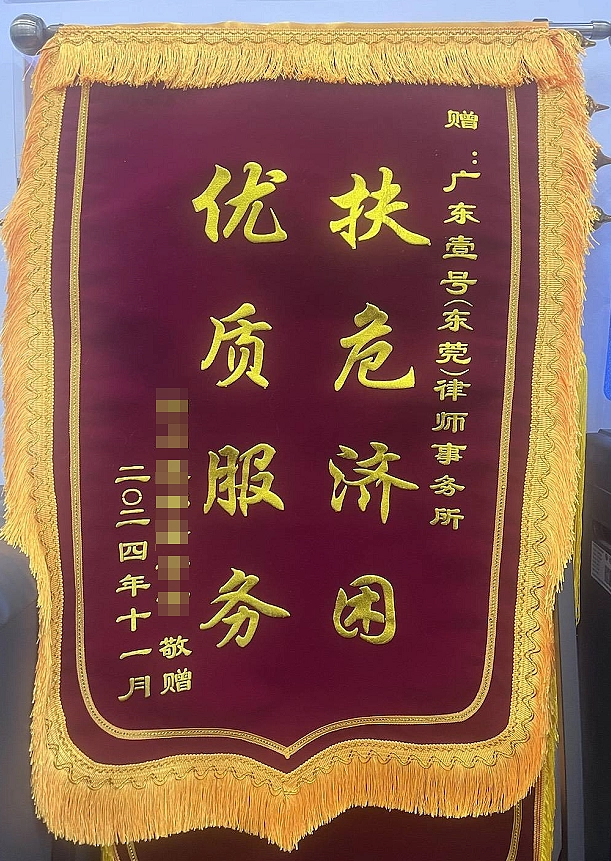 赠：广东壹号(东莞)律师事务所
扶危济困
优质服务
敬赠
二〇二四年十一月